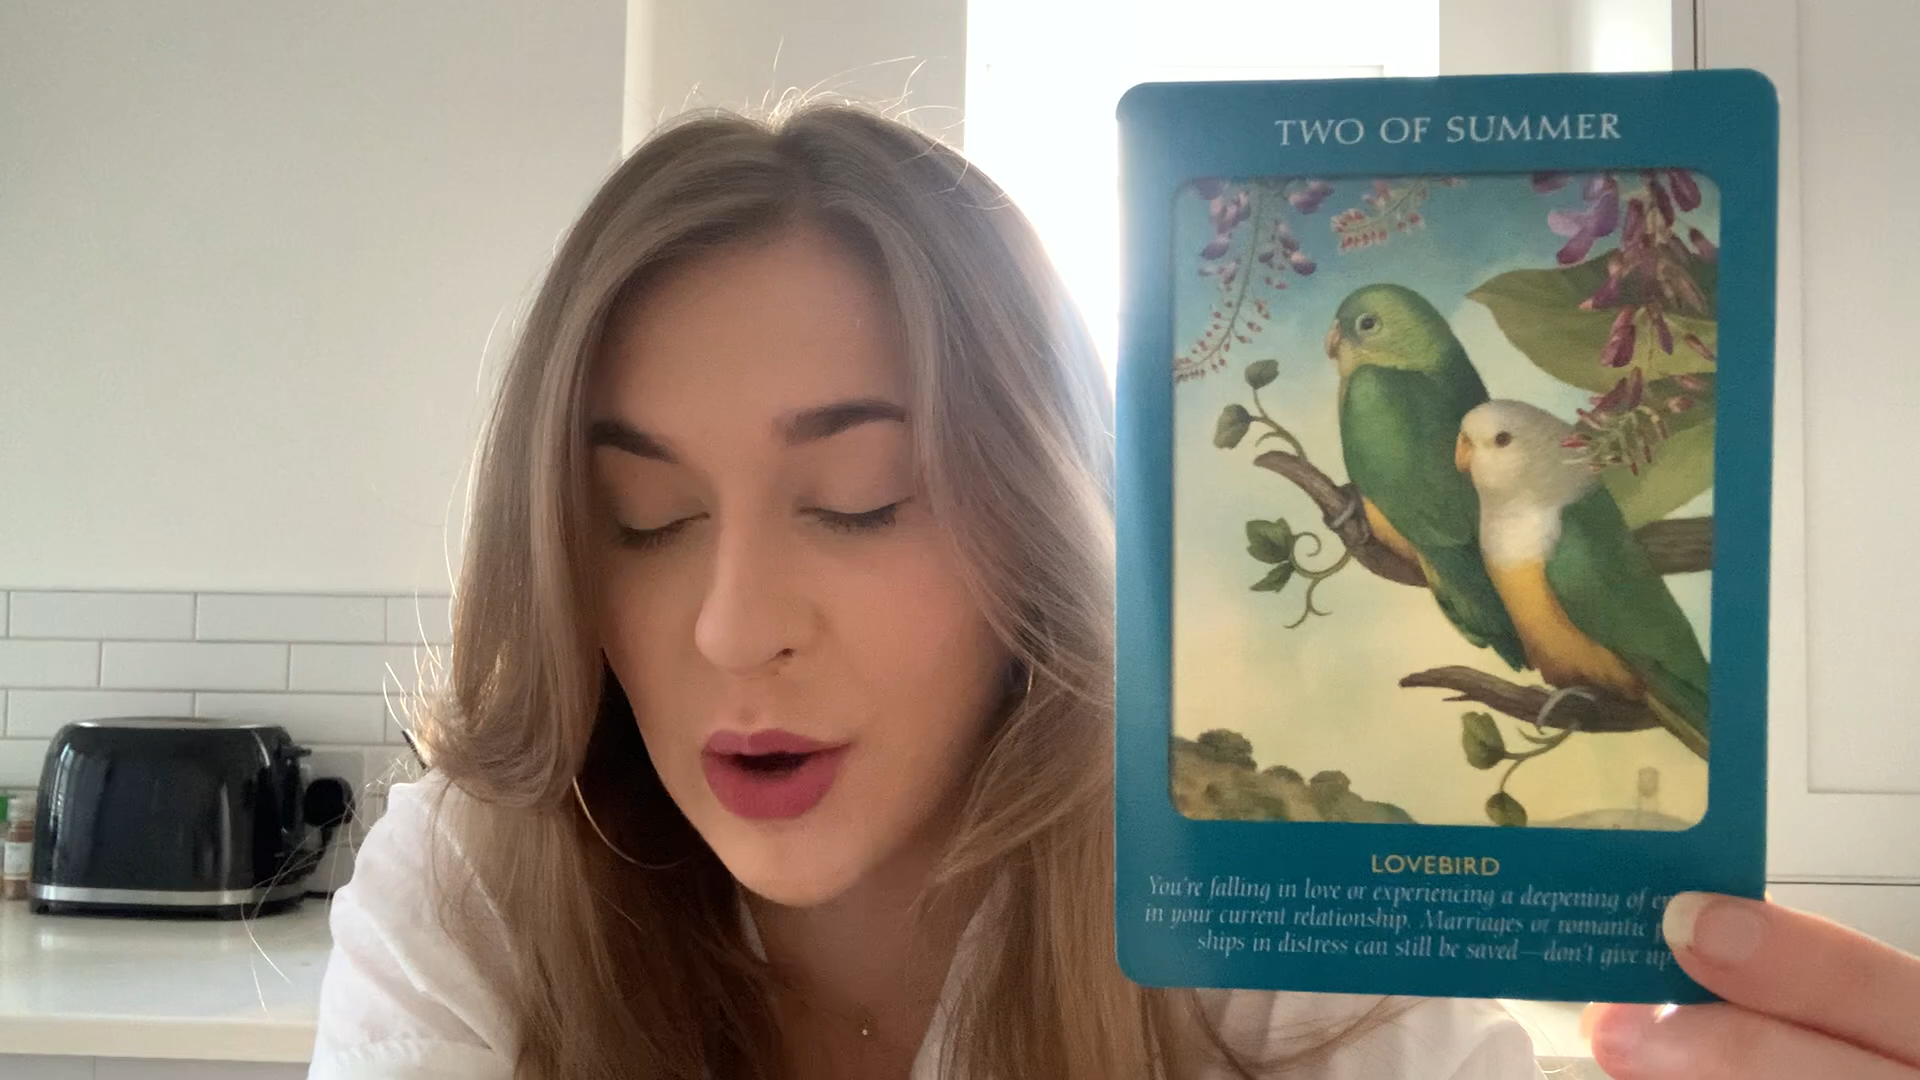 TWO OF SUMMER
LOVEBIRD
You're falling in love or experiencing a deepening of
in your current relationship. Marriages or romantic
ships in distress can still be saved—don't give up